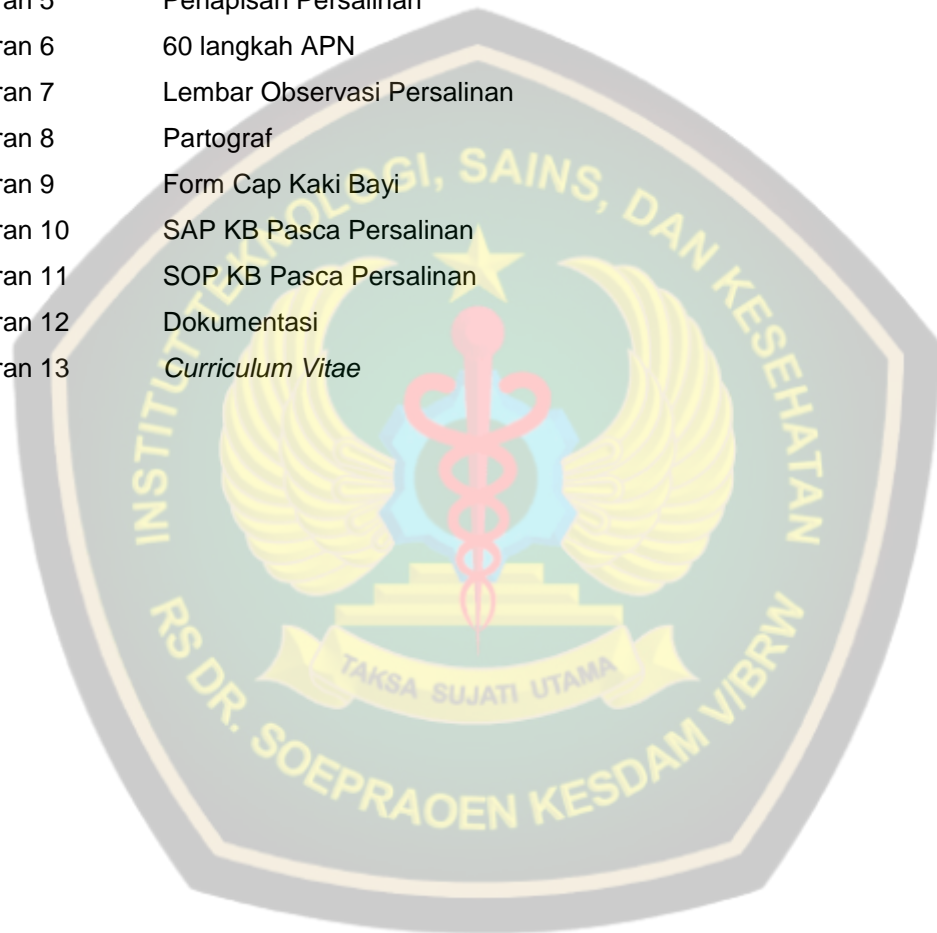 ran 5 Penapisan Persalinan
ran 6 60 langkah APN
ran 7 Lembar Observasi Persalinan
ran 8 Partograf
ran 9 Form Cap Kaki Bayi
ran 10 SAP KB Pasca Persalinan
ran 11 SOP KB Pasca Persalinan
ran 12 Dokumentasi
ran 13 Curriculum Vitae
INSTITUT TEKNOLOGI, SAINS, DAN KESEHATAN
TAKSA SUJATI UTAMA
RS DR. SOEPRAOEN KESDAM V/BRW